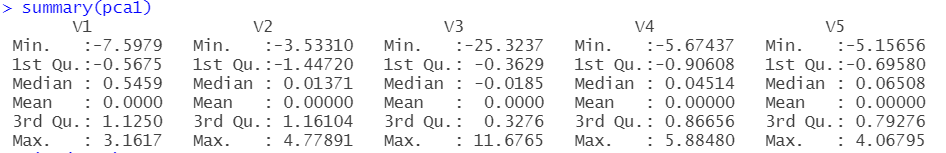 > summary(pca1)
V1 V2 V3 V4 V5
Min. :-7.5979 Min. :-3.53310 Min. :-25.3237 Min. :-5.67437 Min. :-5.15656
1st Qu.:-0.5675 1st Qu.:-1.44720 1st Qu.: -0.3629 1st Qu.:-0.90608 1st Qu.:-0.69580
Median : 0.5459 Median : 0.01371 Median : -0.0185 Median : 0.04514 Median : 0.06508
Mean : 0.0000 Mean : 0.00000 Mean : 0.0000 Mean : 0.00000 Mean : 0.00000
3rd Qu.: 1.1250 3rd Qu.: 1.16104 3rd Qu.: 0.3276 3rd Qu.: 0.86656 3rd Qu.: 0.79276
Max. : 3.1617 Max. : 4.77891 Max. : 11.6765 Max. : 5.88480 Max. : 4.06795